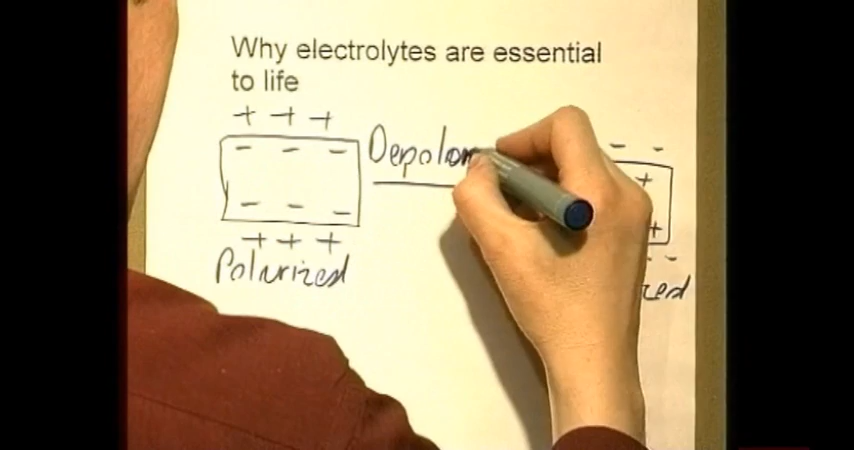 Why electrolytes are essential
to life
+ + +
- - -
- -
+
- - -
+
+ + +
- -
Polarized